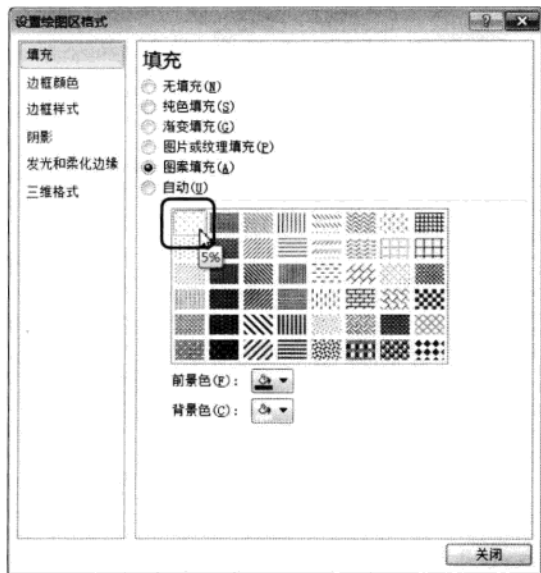 设置绘图区格式
填充
边框颜色
边框样式
阴影
发光和柔化边缘
三维格式
填充
无填充(N)
纯色填充(S)
渐变填充(G)
图片或纹理填充(P)
图案填充(A)
自动(U)
5%
前景色(F):
背景色(C):
关闭